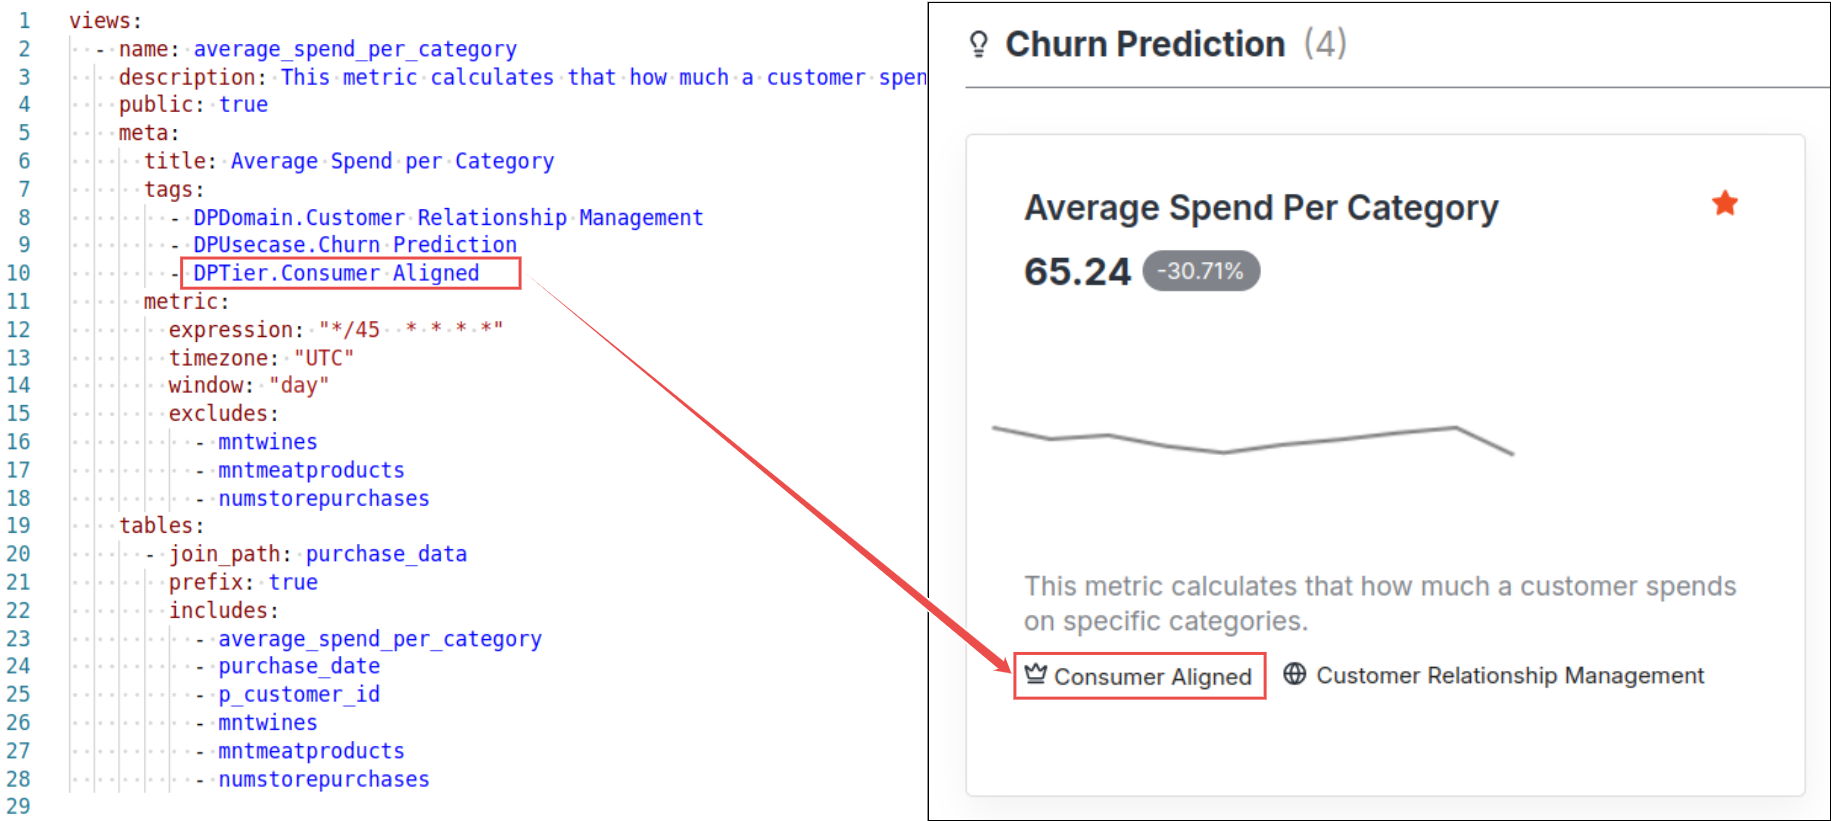 1 views:
2 - name: average_spend_per_category
3 description: This metric calculates that how much a customer spen
4 public: true
5 meta:
6 title: Average Spend per Category
7 tags:
8 - DPDomain.Customer Relationship Management
9 - DPUsecase.Churn Prediction
10 - DPTier.Consumer Aligned
11 metric:
12 expression: "*/45  * * * *"
13 timezone: "UTC"
14 window: "day"
15 excludes:
16 - mntwines
17 - mntmeatproducts
18 - numstorepurchases
19 tables:
20 - join_path: purchase_data
21 prefix: true
22 includes:
23 - average_spend_per_category
24 - purchase_date
25 - p_customer_id
26 - mntwines
27 - mntmeatproducts
28 - numstorepurchases
29
Churn Prediction (4)
Average Spend Per Category
65.24 -30.71%
This metric calculates that how much a customer spends
on specific categories.
Consumer Aligned Customer Relationship Management